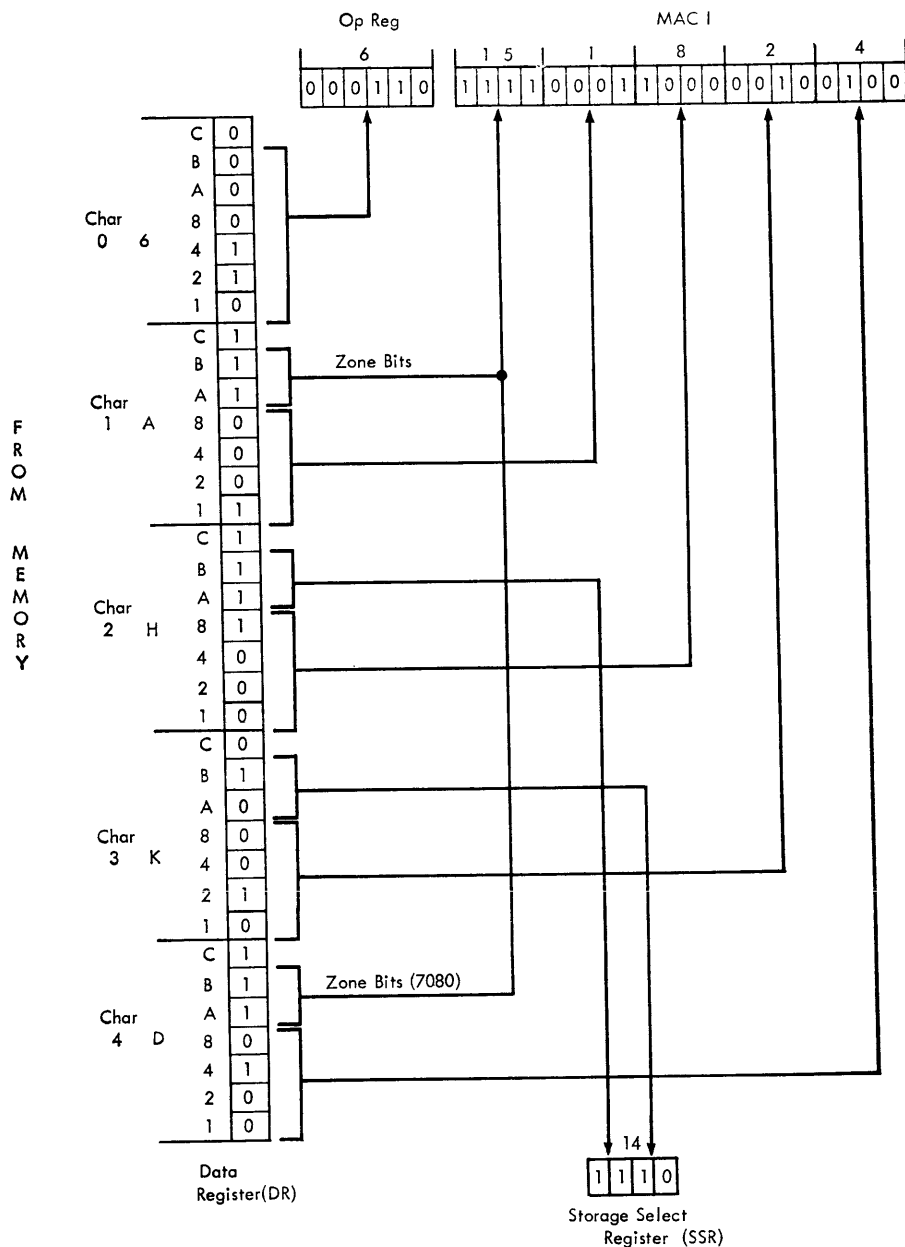 Op Reg MAC I
6 1 5 1 8 2 4
0 0 0 1 1 0 1 1 1 1 0 0 0 1 1 0 0 0 0 0 1 0 0 1 0 0
C 0
B 0
A 0
Char 8 0
0 6 4 1
2 1
1 0
C 1
B 1 Zone Bits
A 1
Char 8 0
1 A 4 0
2 0
1 1
C 1
B 1
A 1
Char 8 1
2 H 4 0
2 0
1 0
C 0
B 1
A 0
Char 8 0
3 K 4 0
2 1
1 0
C 1
B 1 Zone Bits (7080)
A 1
Char 8 0
4 D 4 1
2 0
1 0
FROM MEMORY
Data
Register(DR)
14
1 1 1 0
Storage Select
Register (SSR)